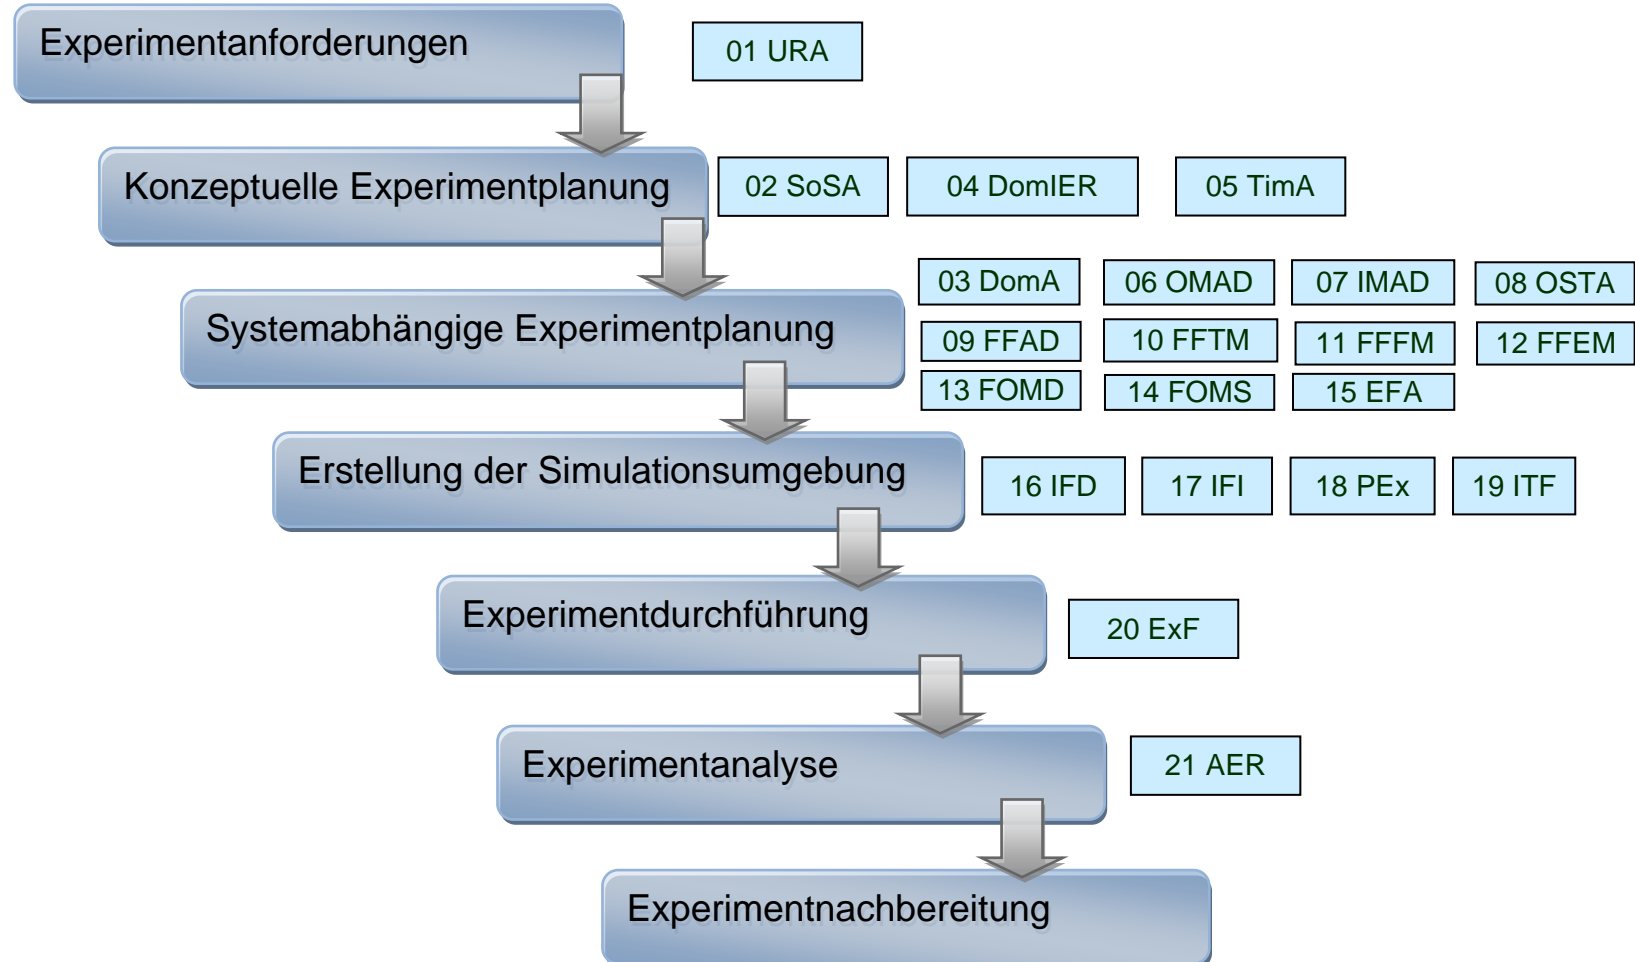 Experimentanforderungen
01 URA
Konzeptuelle Experimentplanung
02 SoSA
04 DomIER
05 TimA
Systemabhängige Experimentplanung
03 DomA
06 OMAD
07 IMAD
08 OSTA
09 FFAD
10 FFTM
11 FFFM
12 FFEM
13 FOMD
14 FOMS
15 EFA
Erstellung der Simulationsumgebung
16 IFD
17 IFI
18 PEx
19 ITF
Experimentdurchführung
20 ExF
Experimentanalyse
21 AER
Experimentnachbereitung